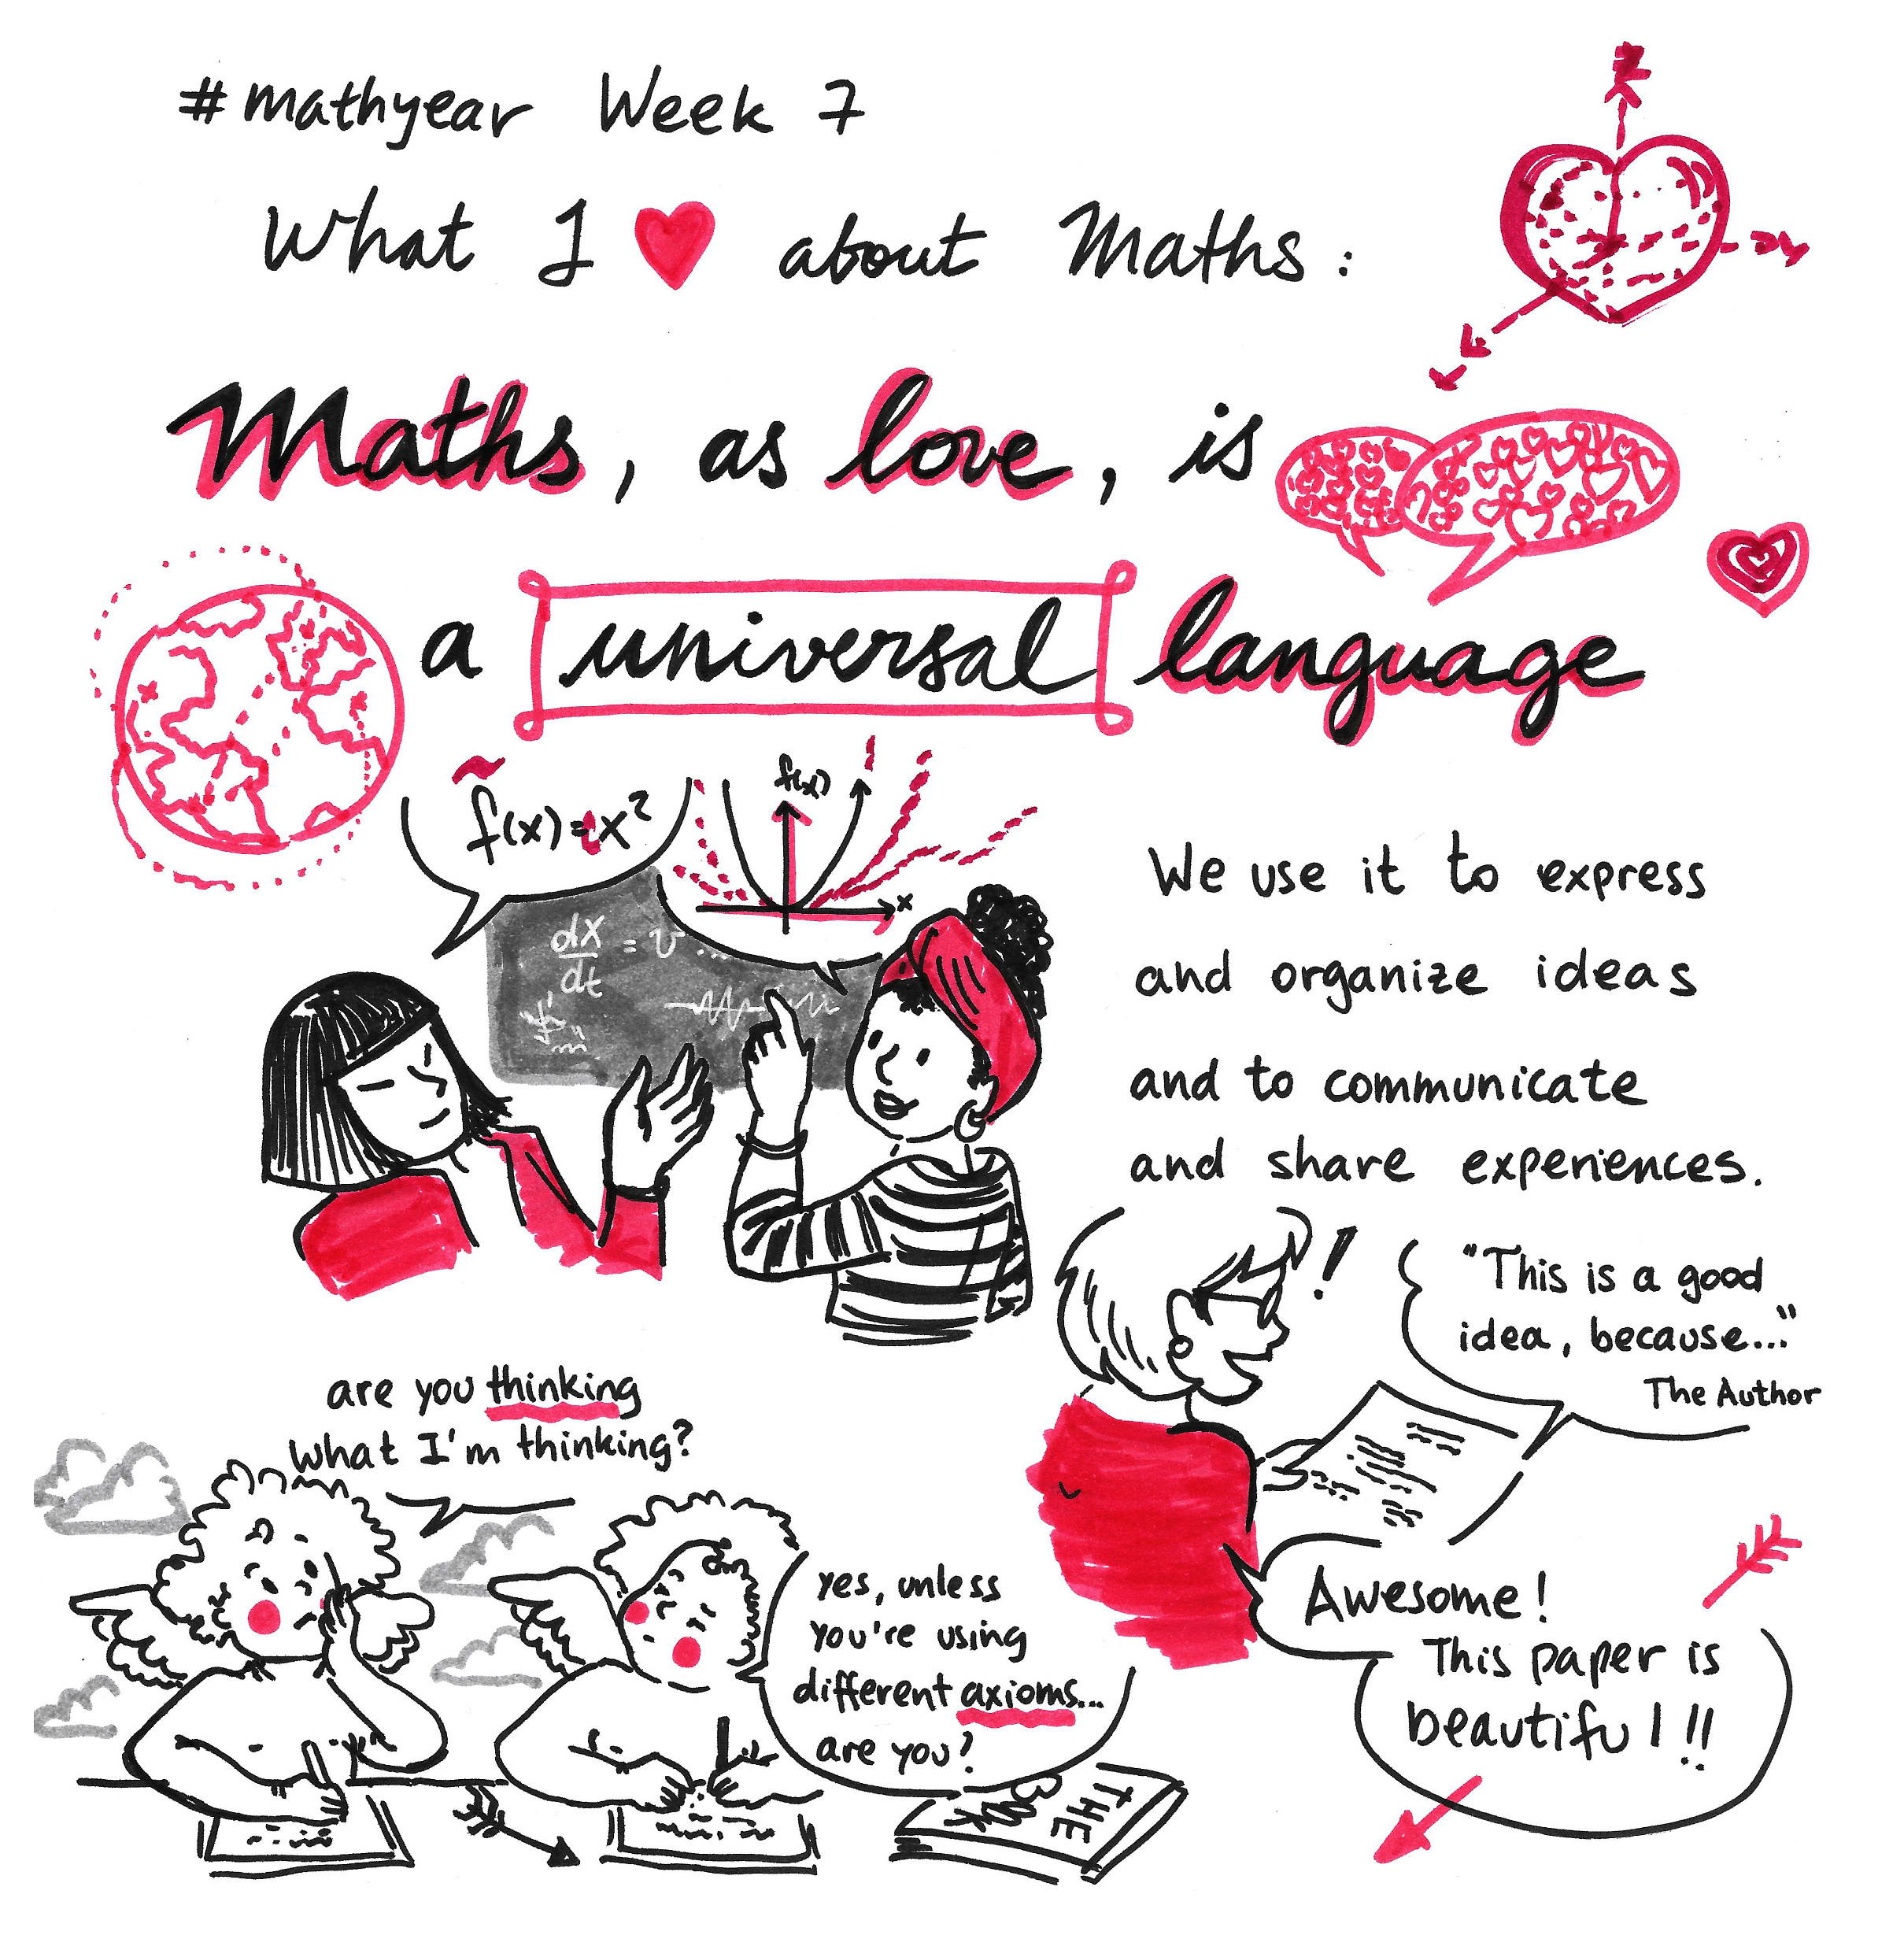 #mathyear Week 7
What I ♥ about Maths:
Maths, as love, is
a universal language
f̃(x)=x²
f(x)
x
dx/dt = v ...
We use it to express
and organize ideas
and to communicate
and share experiences.
!
"This is a good
idea, because..."
The Author
are you thinking
what I'm thinking?
yes, unless
you're using
different axioms...
are you?
Awesome!
This paper is
beautiful!!
THE
BOOK